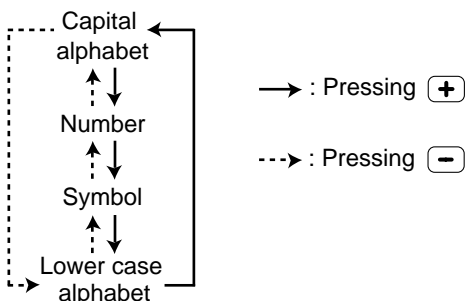 Capital
alphabet
Number
Symbol
Lower case
alphabet
: Pressing +
: Pressing −